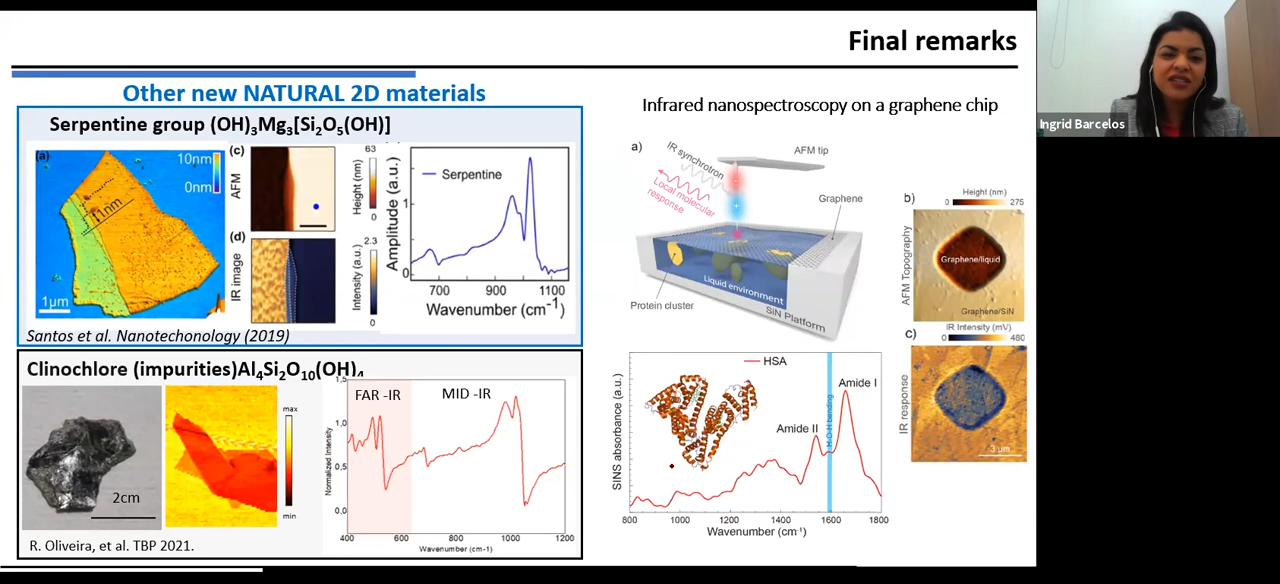 Final remarks
Other new NATURAL 2D materials
Serpentine group (OH)₃Mg₃[Si₂O₅(OH)]
(a)
10nm
0nm
11nm
1μm
(c)
AFM
63
Height (nm)
0
(d)
IR image
2.3
Intensity (a.u.)
0
Serpentine
Amplitude (a.u.)
1
0
700
900
1100
Wavenumber (cm⁻¹)
Santos et al. Nanotechonology (2019)
Clinochlore (impurities)Al₄Si₂O₁₀(OH)₄
2cm
max
min
FAR -IR
MID -IR
Normalized Intensity
1,5
1,0
0,5
0,0
400
600
800
1000
1200
Wavenumber (cm-1)
R. Oliveira, et al. TBP 2021.
Infrared nanospectroscopy on a graphene chip
a)
IR synchrotron
AFM tip
Local molecular
response
Graphene
Liquid environment
Protein cluster
SiN Platform
b)
Height (nm)
0
275
AFM Topography
Graphene/liquid
Graphene/SiN
c)
IR Intensity (mV)
0
480
IR response
3 μm
HSA
Amide I
Amide II
H-O-H bending
SINS absorbance (a.u.)
800
1000
1200
1400
1600
1800
Wavenumber (cm⁻¹)
Ingrid Barcelos